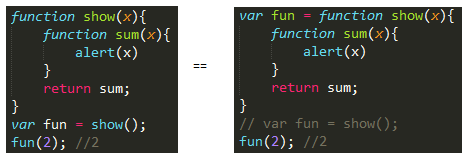 function show(x){
    function sum(x){
        alert(x)
    }
    return sum;
}
var fun = show();
fun(2); //2
==
var fun = function show(x){
    function sum(x){
        alert(x)
    }
    return sum;
}
// var fun = show();
fun(2); //2